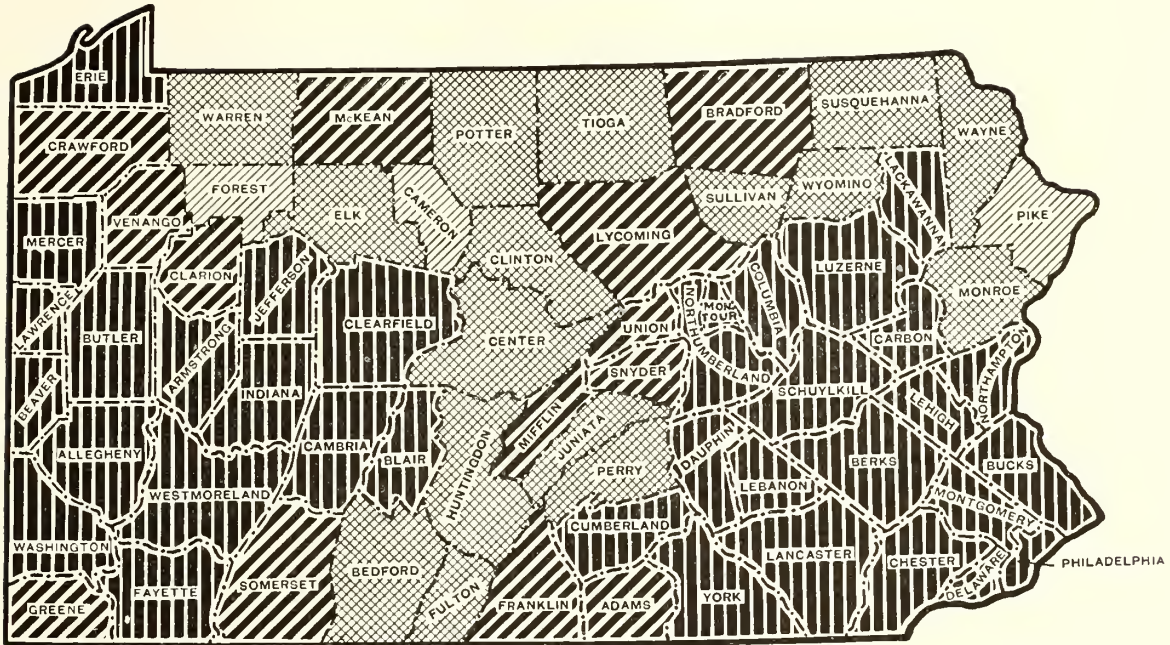 ERIE
WARREN
McKEAN
POTTER
TIOGA
BRADFORD
SUSQUEHANNA
WAYNE
CRAWFORD
FOREST
ELK
CAMERON
SULLIVAN
WYOMINO
LACKAWANNA
PIKE
VENANGO
MERCER
CLARION
JEFFERSON
CLINTON
LYCOMING
COLUMBIA
LUZERNE
MONROE
LAWRENCE
BUTLER
ARMSTRONG
CLEARFIELD
CENTER
UNION
NORTHUMBERLAND
MON
TOUR
CARBON
NORTHAMPTON
BEAVER
INDIANA
SNYDER
SCHUYLKILL
LEHIGH
ALLEGHENY
CAMBRIA
BLAIR
HUNTINGDON
MIFFLIN
JUNIATA
PERRY
DAUPHIN
LEBANON
BERKS
BUCKS
WESTMORELAND
CUMBERLAND
MONTGOMERY
WASHINGTON
FAYETTE
SOMERSET
BEDFORD
FULTON
FRANKLIN
ADAMS
YORK
LANCASTER
CHESTER
DELAWARE
PHILADELPHIA
GREENE